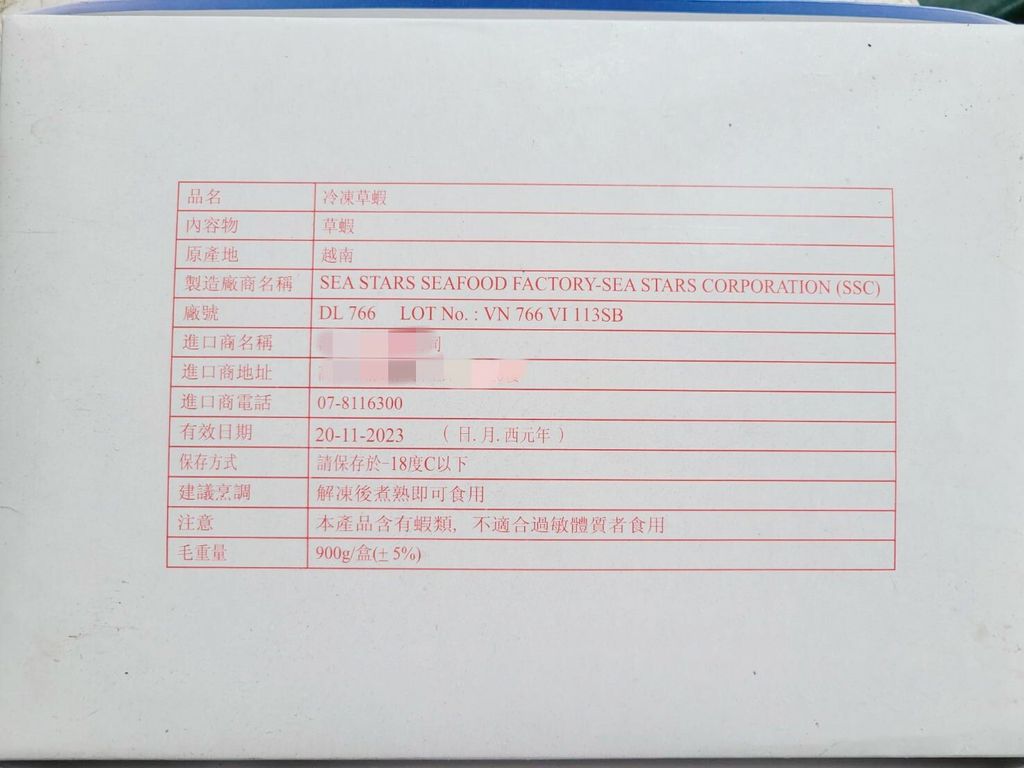 品名 冷凍草蝦
內容物 草蝦
原產地 越南
製造廠商名稱 SEA STARS SEAFOOD FACTORY-SEA STARS CORPORATION (SSC)
廠號 DL 766 LOT No. : VN 766 VI 113SB
進口商名稱 司
進口商地址
進口商電話 07-8116300
有效日期 20-11-2023 ( 日.月.西元年 )
保存方式 請保存於-18度C以下
建議烹調 解凍後煮熟即可食用
注意 本產品含有蝦類, 不適合過敏體質者食用
毛重量 900g/盒(± 5%)